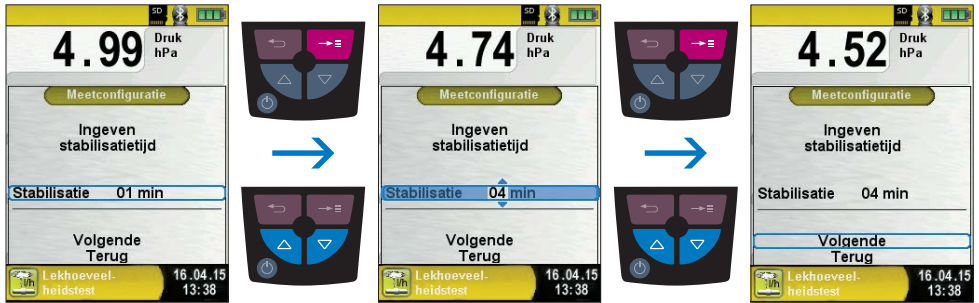 SD
4.99 Druk
hPa
Meetconfiguratie
Ingeven
stabilisatietijd
Stabilisatie 01 min
Volgende
Terug
Lekhoeveel-
heidstest
16.04.15
13:38
SD
4.74 Druk
hPa
Meetconfiguratie
Ingeven
stabilisatietijd
Stabilisatie 04 min
Volgende
Terug
Lekhoeveel-
heidstest
16.04.15
13:38
SD
4.52 Druk
hPa
Meetconfiguratie
Ingeven
stabilisatietijd
Stabilisatie 04 min
Volgende
Terug
Lekhoeveel-
heidstest
16.04.15
13:38